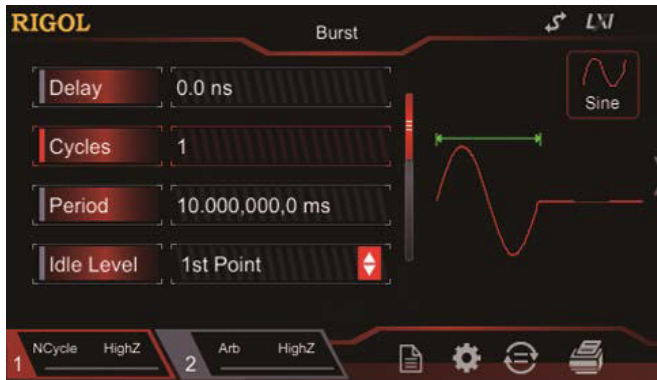 RIGOL
Burst
LXI
Delay 0.0 ns
Sine
Cycles 1
Period 10.000,000,0 ms
Idle Level 1st Point
1 NCycle HighZ 2 Arb HighZ